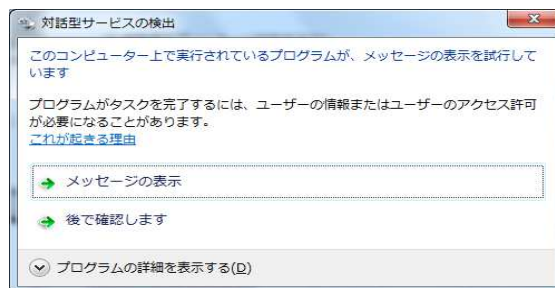 対話型サービスの検出
このコンピューター上で実行されているプログラムが、メッセージの表示を試行して
います
プログラムがタスクを完了するには、ユーザーの情報またはユーザーのアクセス許可
が必要になることがあります。
これが起きる理由
メッセージの表示
後で確認します
プログラムの詳細を表示する(D)